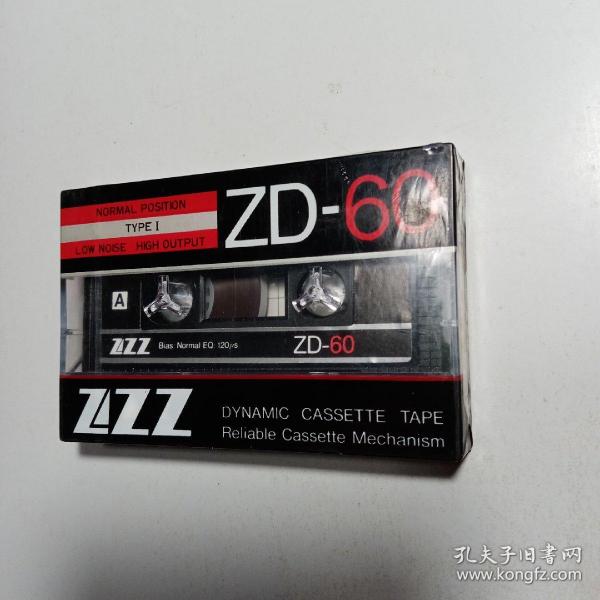 NORMAL POSITION
TYPE I
LOW NOISE HIGH OUTPUT
ZD-60
A
ZZZ Bias Normal EQ 120μs
ZD-60
ZZZ
DYNAMIC CASSETTE TAPE
Reliable Cassette Mechanism
孔夫子旧書网
www.kongfz.com